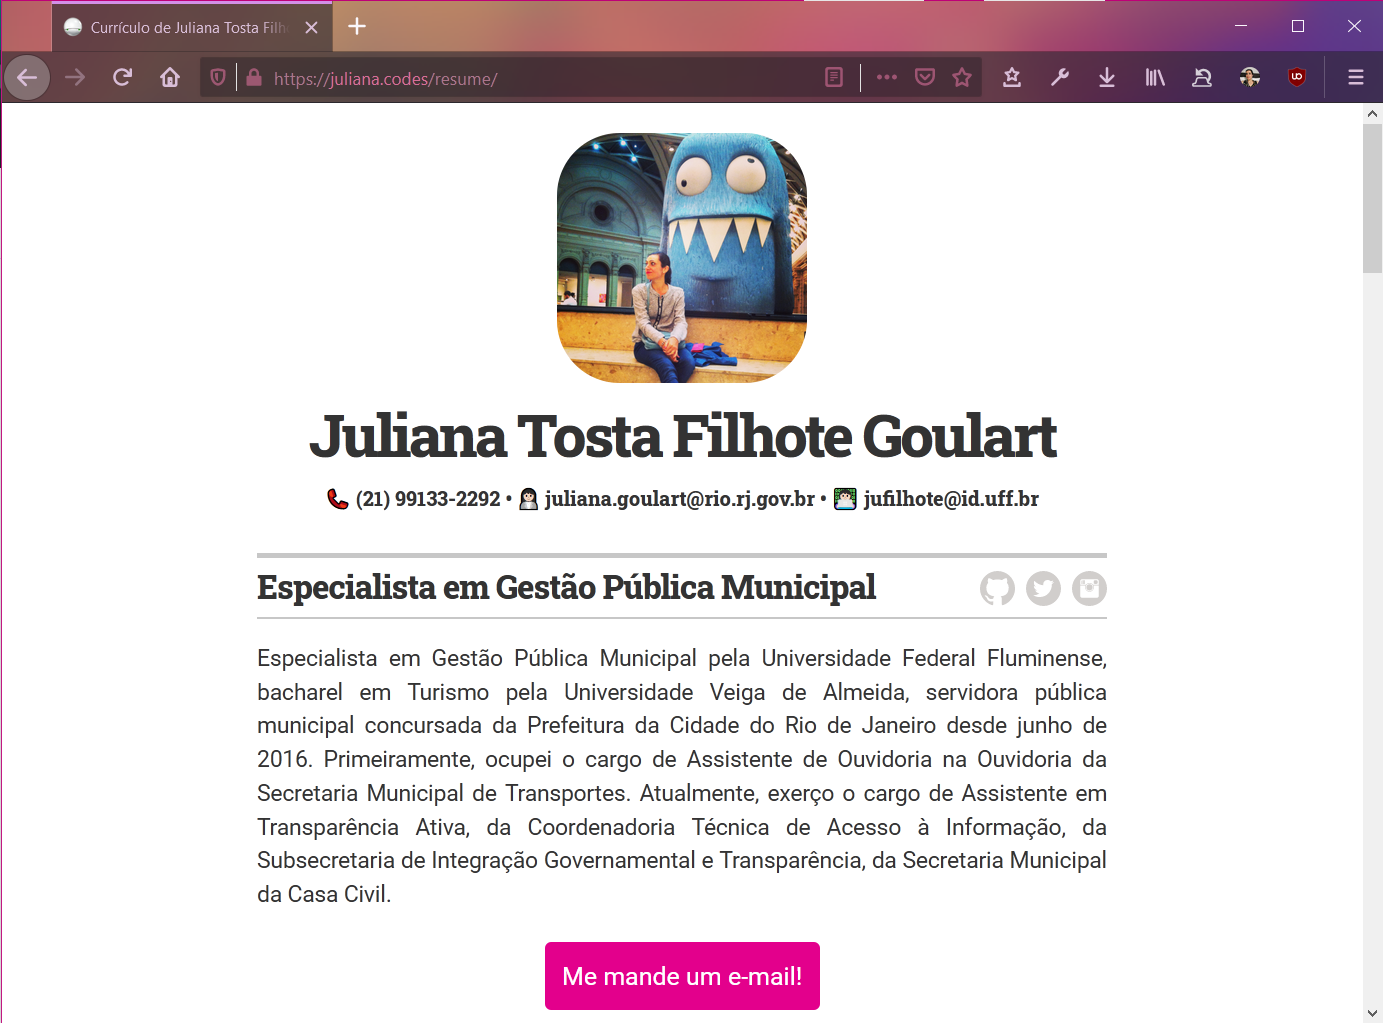 Currículo de Juliana Tosta Filh
https://juliana.codes/resume/
Juliana Tosta Filhote Goulart
(21) 99133-2292 • juliana.goulart@rio.rj.gov.br • jufilhote@id.uff.br
Especialista em Gestão Pública Municipal
Especialista em Gestão Pública Municipal pela Universidade Federal Fluminense,
bacharel em Turismo pela Universidade Veiga de Almeida, servidora pública
municipal concursada da Prefeitura da Cidade do Rio de Janeiro desde junho de
2016. Primeiramente, ocupei o cargo de Assistente de Ouvidoria na Ouvidoria da
Secretaria Municipal de Transportes. Atualmente, exerço o cargo de Assistente em
Transparência Ativa, da Coordenadoria Técnica de Acesso à Informação, da
Subsecretaria de Integração Governamental e Transparência, da Secretaria Municipal
da Casa Civil.
Me mande um e-mail!